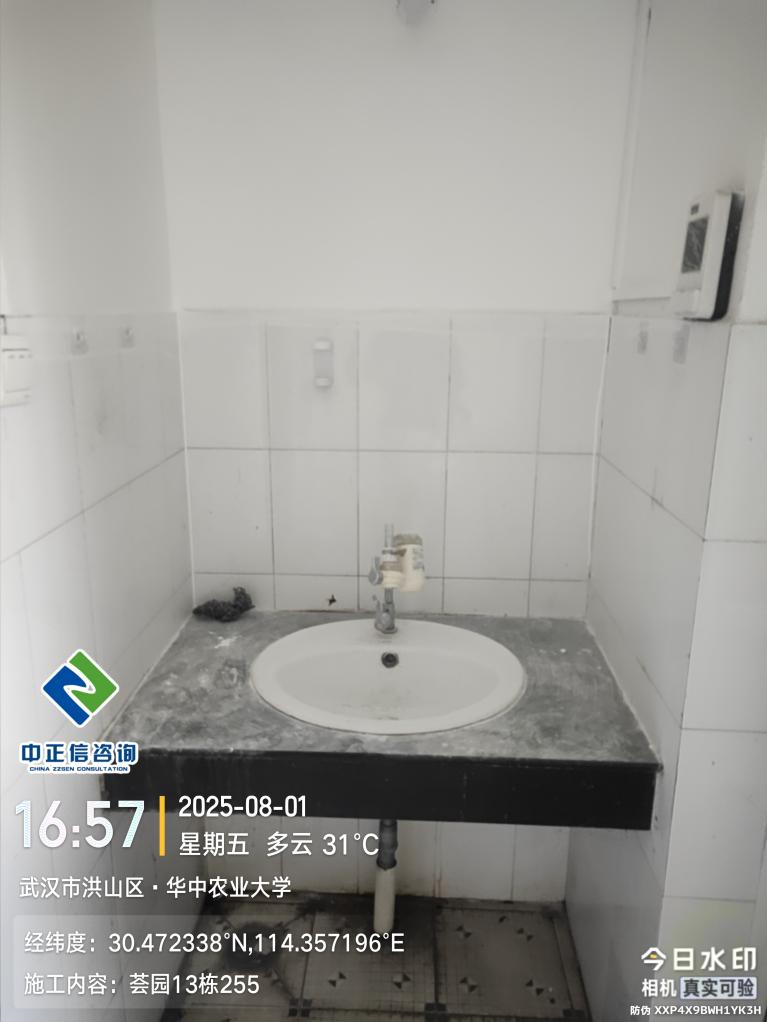 中正信咨询
CHINA ZZSEN CONSULTATION
16:57
2025-08-01
星期五 多云 31°C
武汉市洪山区·华中农业大学
经纬度：30.472338°N,114.357196°E
施工内容：荟园13栋255
今日水印
相机 真实可验
防伪 XXP4X9BWH1YK3H